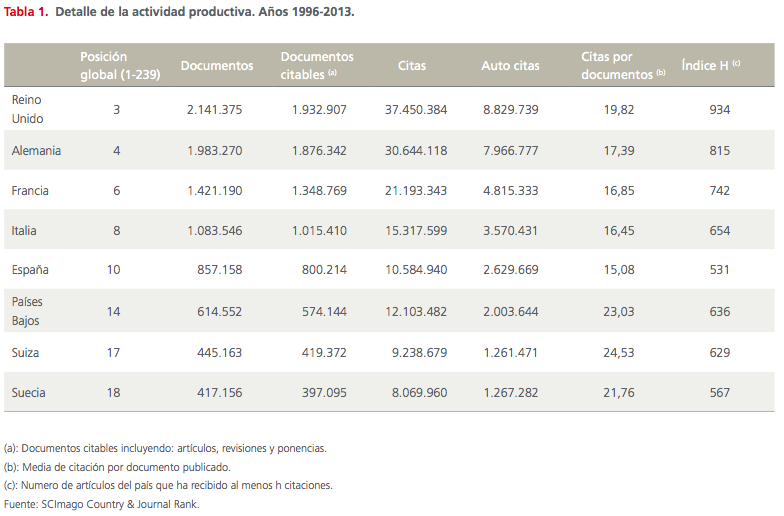 Tabla 1. Detalle de la actividad productiva. Años 1996-2013.
Posición global (1-239) Documentos Documentos citables (a) Citas Auto citas Citas por documentos (b) Índice H (c)
Reino Unido 3 2.141.375 1.932.907 37.450.384 8.829.739 19,82 934
Alemania 4 1.983.270 1.876.342 30.644.118 7.966.777 17,39 815
Francia 6 1.421.190 1.348.769 21.193.343 4.815.333 16,85 742
Italia 8 1.083.546 1.015.410 15.317.599 3.570.431 16,45 654
España 10 857.158 800.214 10.584.940 2.629.669 15,08 531
Países Bajos 14 614.552 574.144 12.103.482 2.003.644 23,03 636
Suiza 17 445.163 419.372 9.238.679 1.261.471 24,53 629
Suecia 18 417.156 397.095 8.069.960 1.267.282 21,76 567
(a): Documentos citables incluyendo: artículos, revisiones y ponencias.
(b): Media de citación por documento publicado.
(c): Numero de artículos del país que ha recibido al menos h citaciones.
Fuente: SCImago Country & Journal Rank.